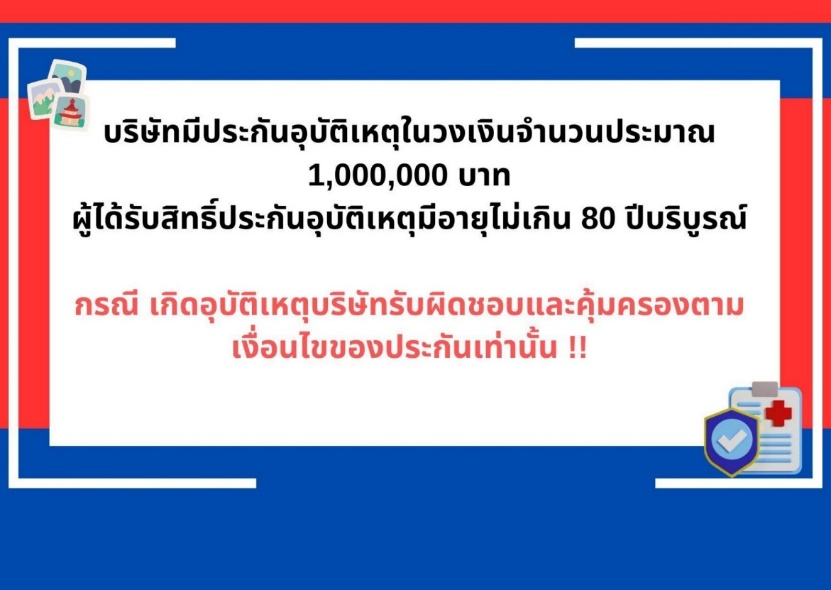 บริษัทมีประกันอุบัติเหตุในวงเงินจำนวนประมาณ
1,000,000 บาท
ผู้ได้รับสิทธิ์ประกันอุบัติเหตุมีอายุไม่เกิน 80 ปีบริบูรณ์
กรณี เกิดอุบัติเหตุบริษัทรับผิดชอบและคุ้มครองตาม
เงื่อนไขของประกันเท่านั้น !!